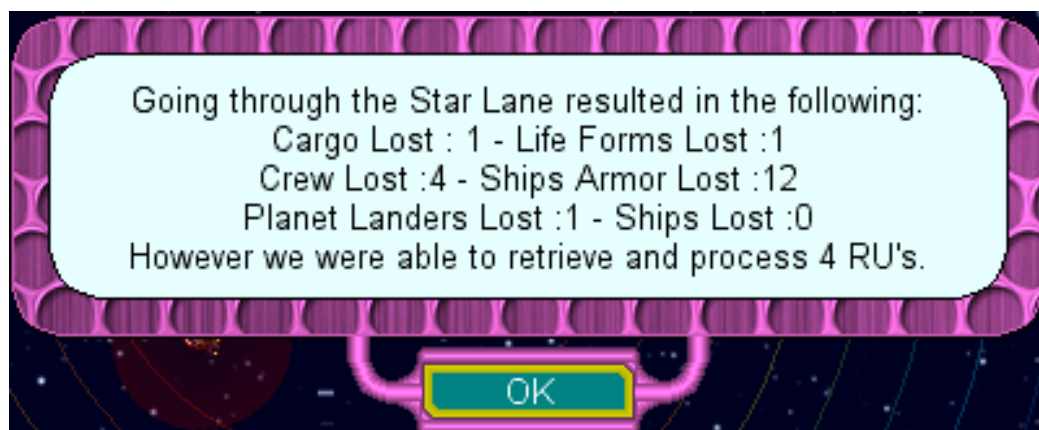 Going through the Star Lane resulted in the following:
Cargo Lost : 1 - Life Forms Lost :1
Crew Lost :4 - Ships Armor Lost :12
Planet Landers Lost :1 - Ships Lost :0
However we were able to retrieve and process 4 RU's.
OK